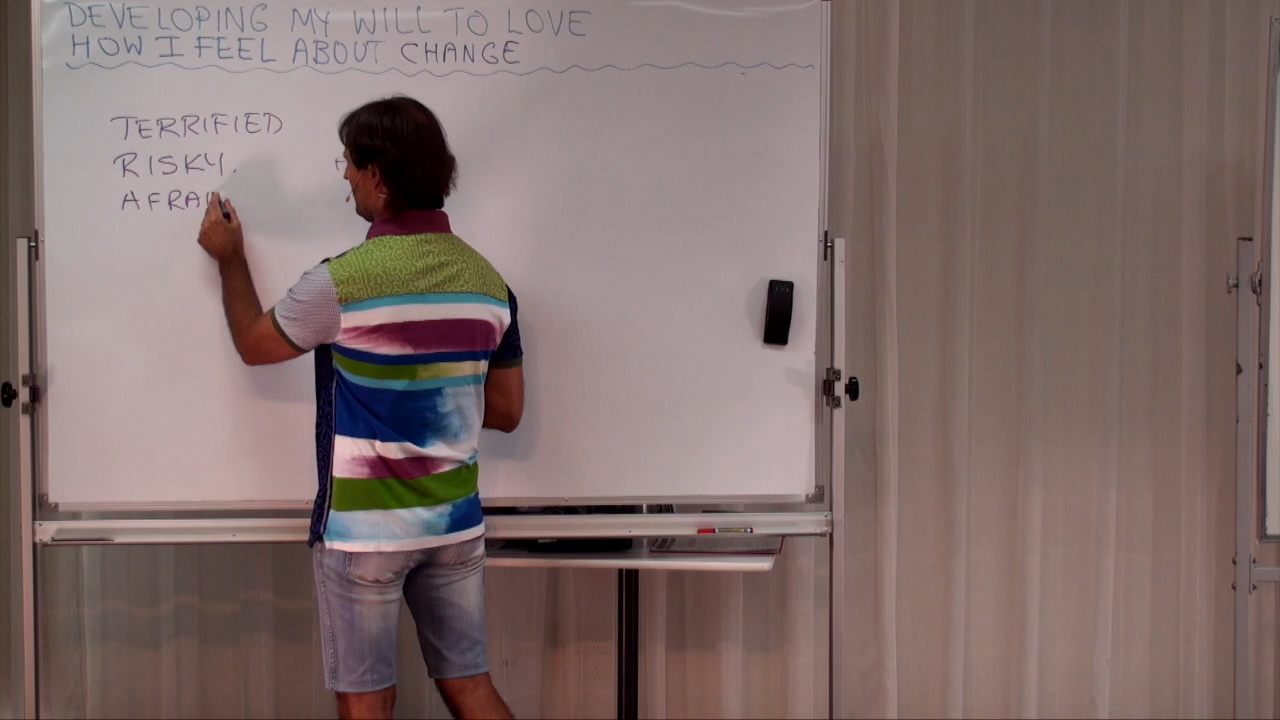 DEVELOPING MY WILL TO LOVE
HOW I FEEL ABOUT CHANGE
TERRIFIED
RISKY